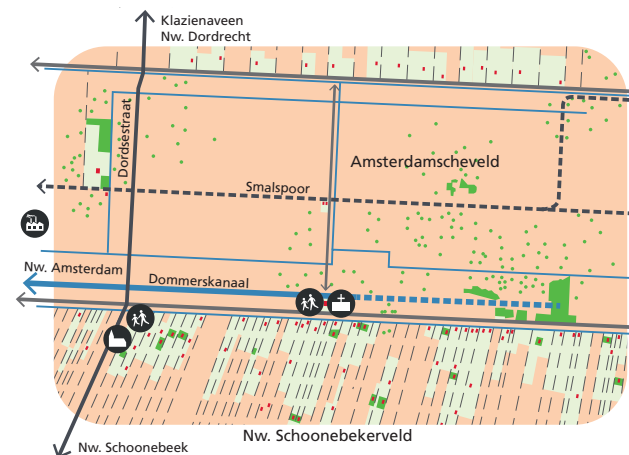 Klazienaveen
Nw. Dordrecht
Dordsestraat
Amsterdamscheveld
Smalspoor
Nw. Amsterdam
Dommerskanaal
Nw. Schoonebekerveld
Nw. Schoonebeek